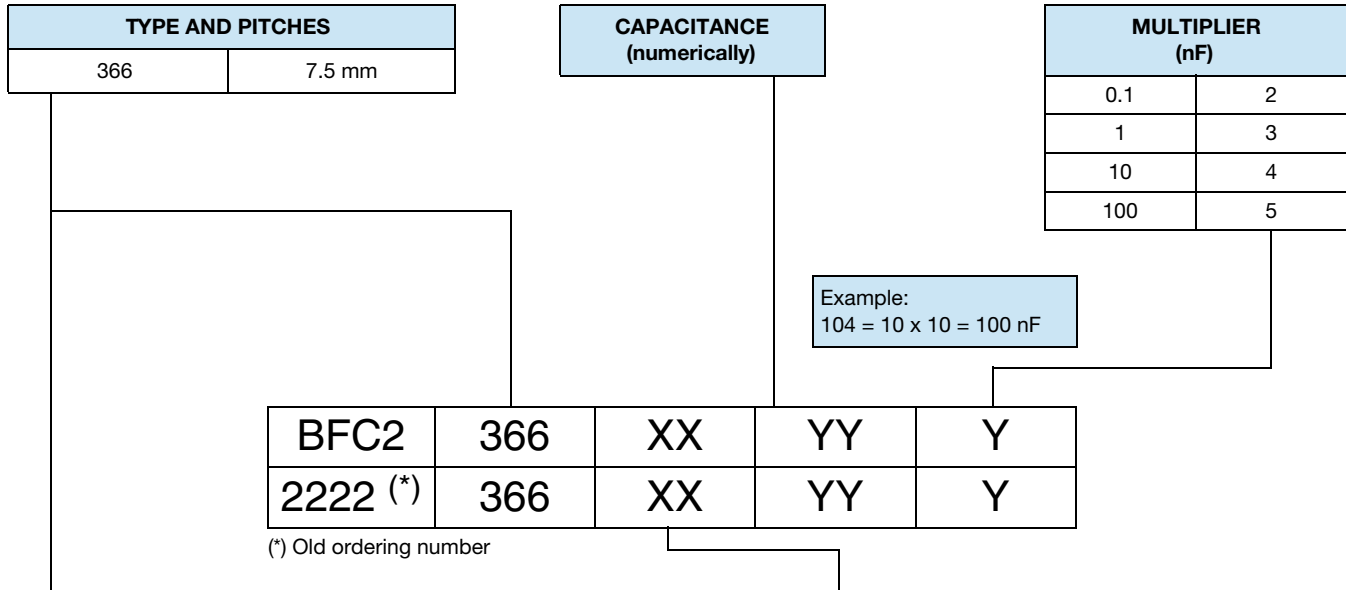 TYPE AND PITCHES
366 7.5 mm
CAPACITANCE
(numerically)
MULTIPLIER
(nF)
0.1 2
1 3
10 4
100 5
Example:
104 = 10 x 10 = 100 nF
BFC2 366 XX YY Y
2222 (*) 366 XX YY Y
(*) Old ordering number